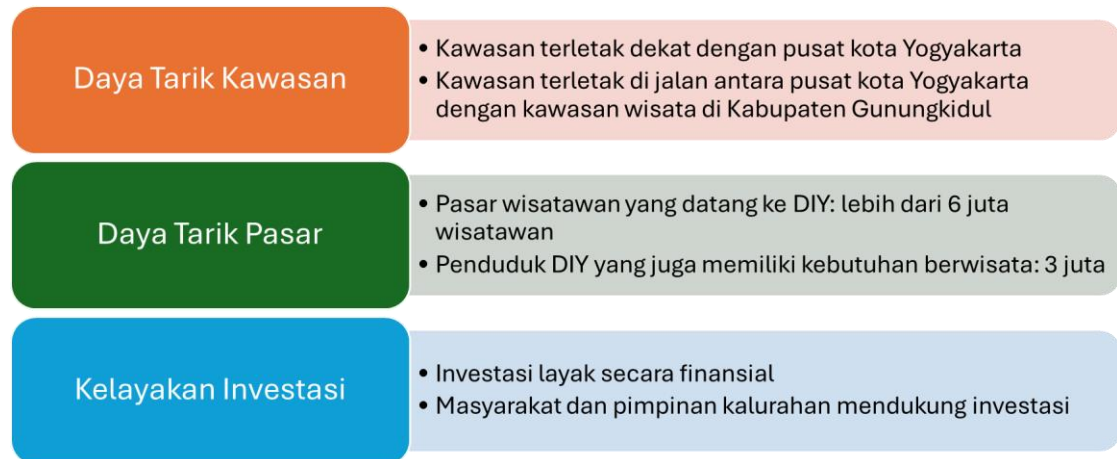 Daya Tarik Kawasan
• Kawasan terletak dekat dengan pusat kota Yogyakarta
• Kawasan terletak di jalan antara pusat kota Yogyakarta
dengan kawasan wisata di Kabupaten Gunungkidul
Daya Tarik Pasar
• Pasar wisatawan yang datang ke DIY: lebih dari 6 juta
wisatawan
• Penduduk DIY yang juga memiliki kebutuhan berwisata: 3 juta
Kelayakan Investasi
• Investasi layak secara finansial
• Masyarakat dan pimpinan kalurahan mendukung investasi